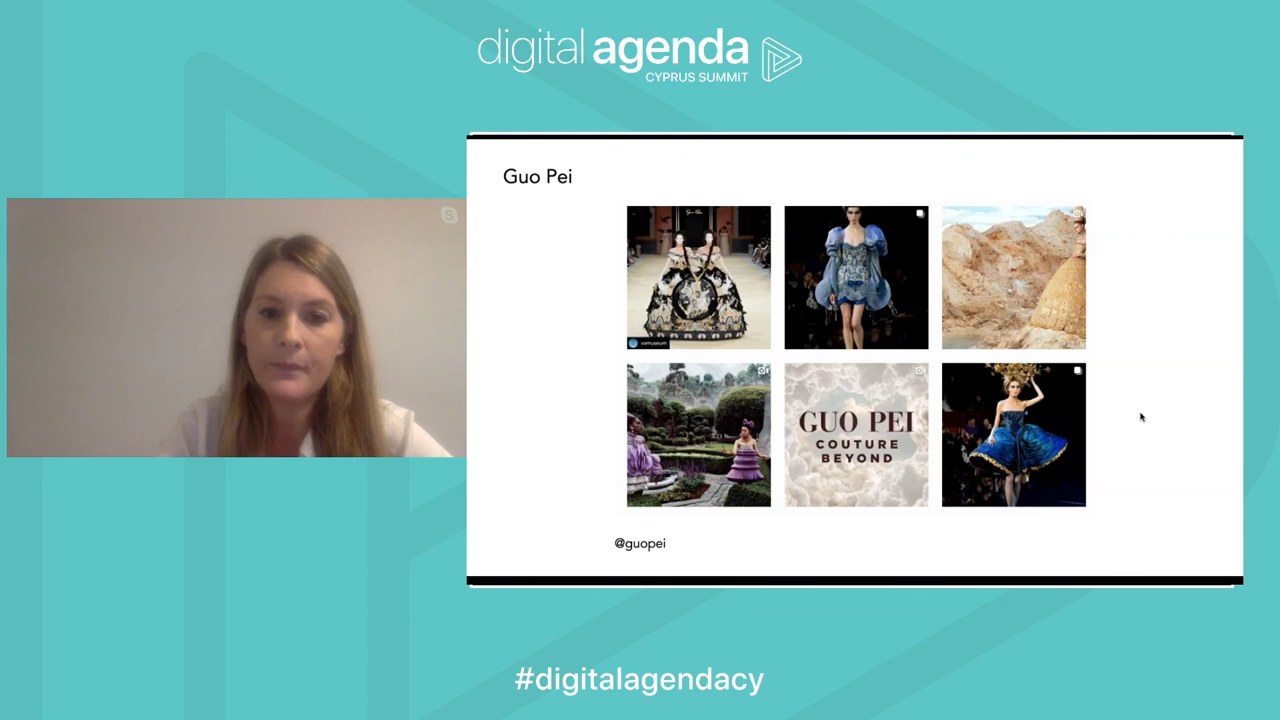 digital agenda
CYPRUS SUMMIT
Guo Pei
GUO PEI
COUTURE
BEYOND
@guopei
#digitalagendacy